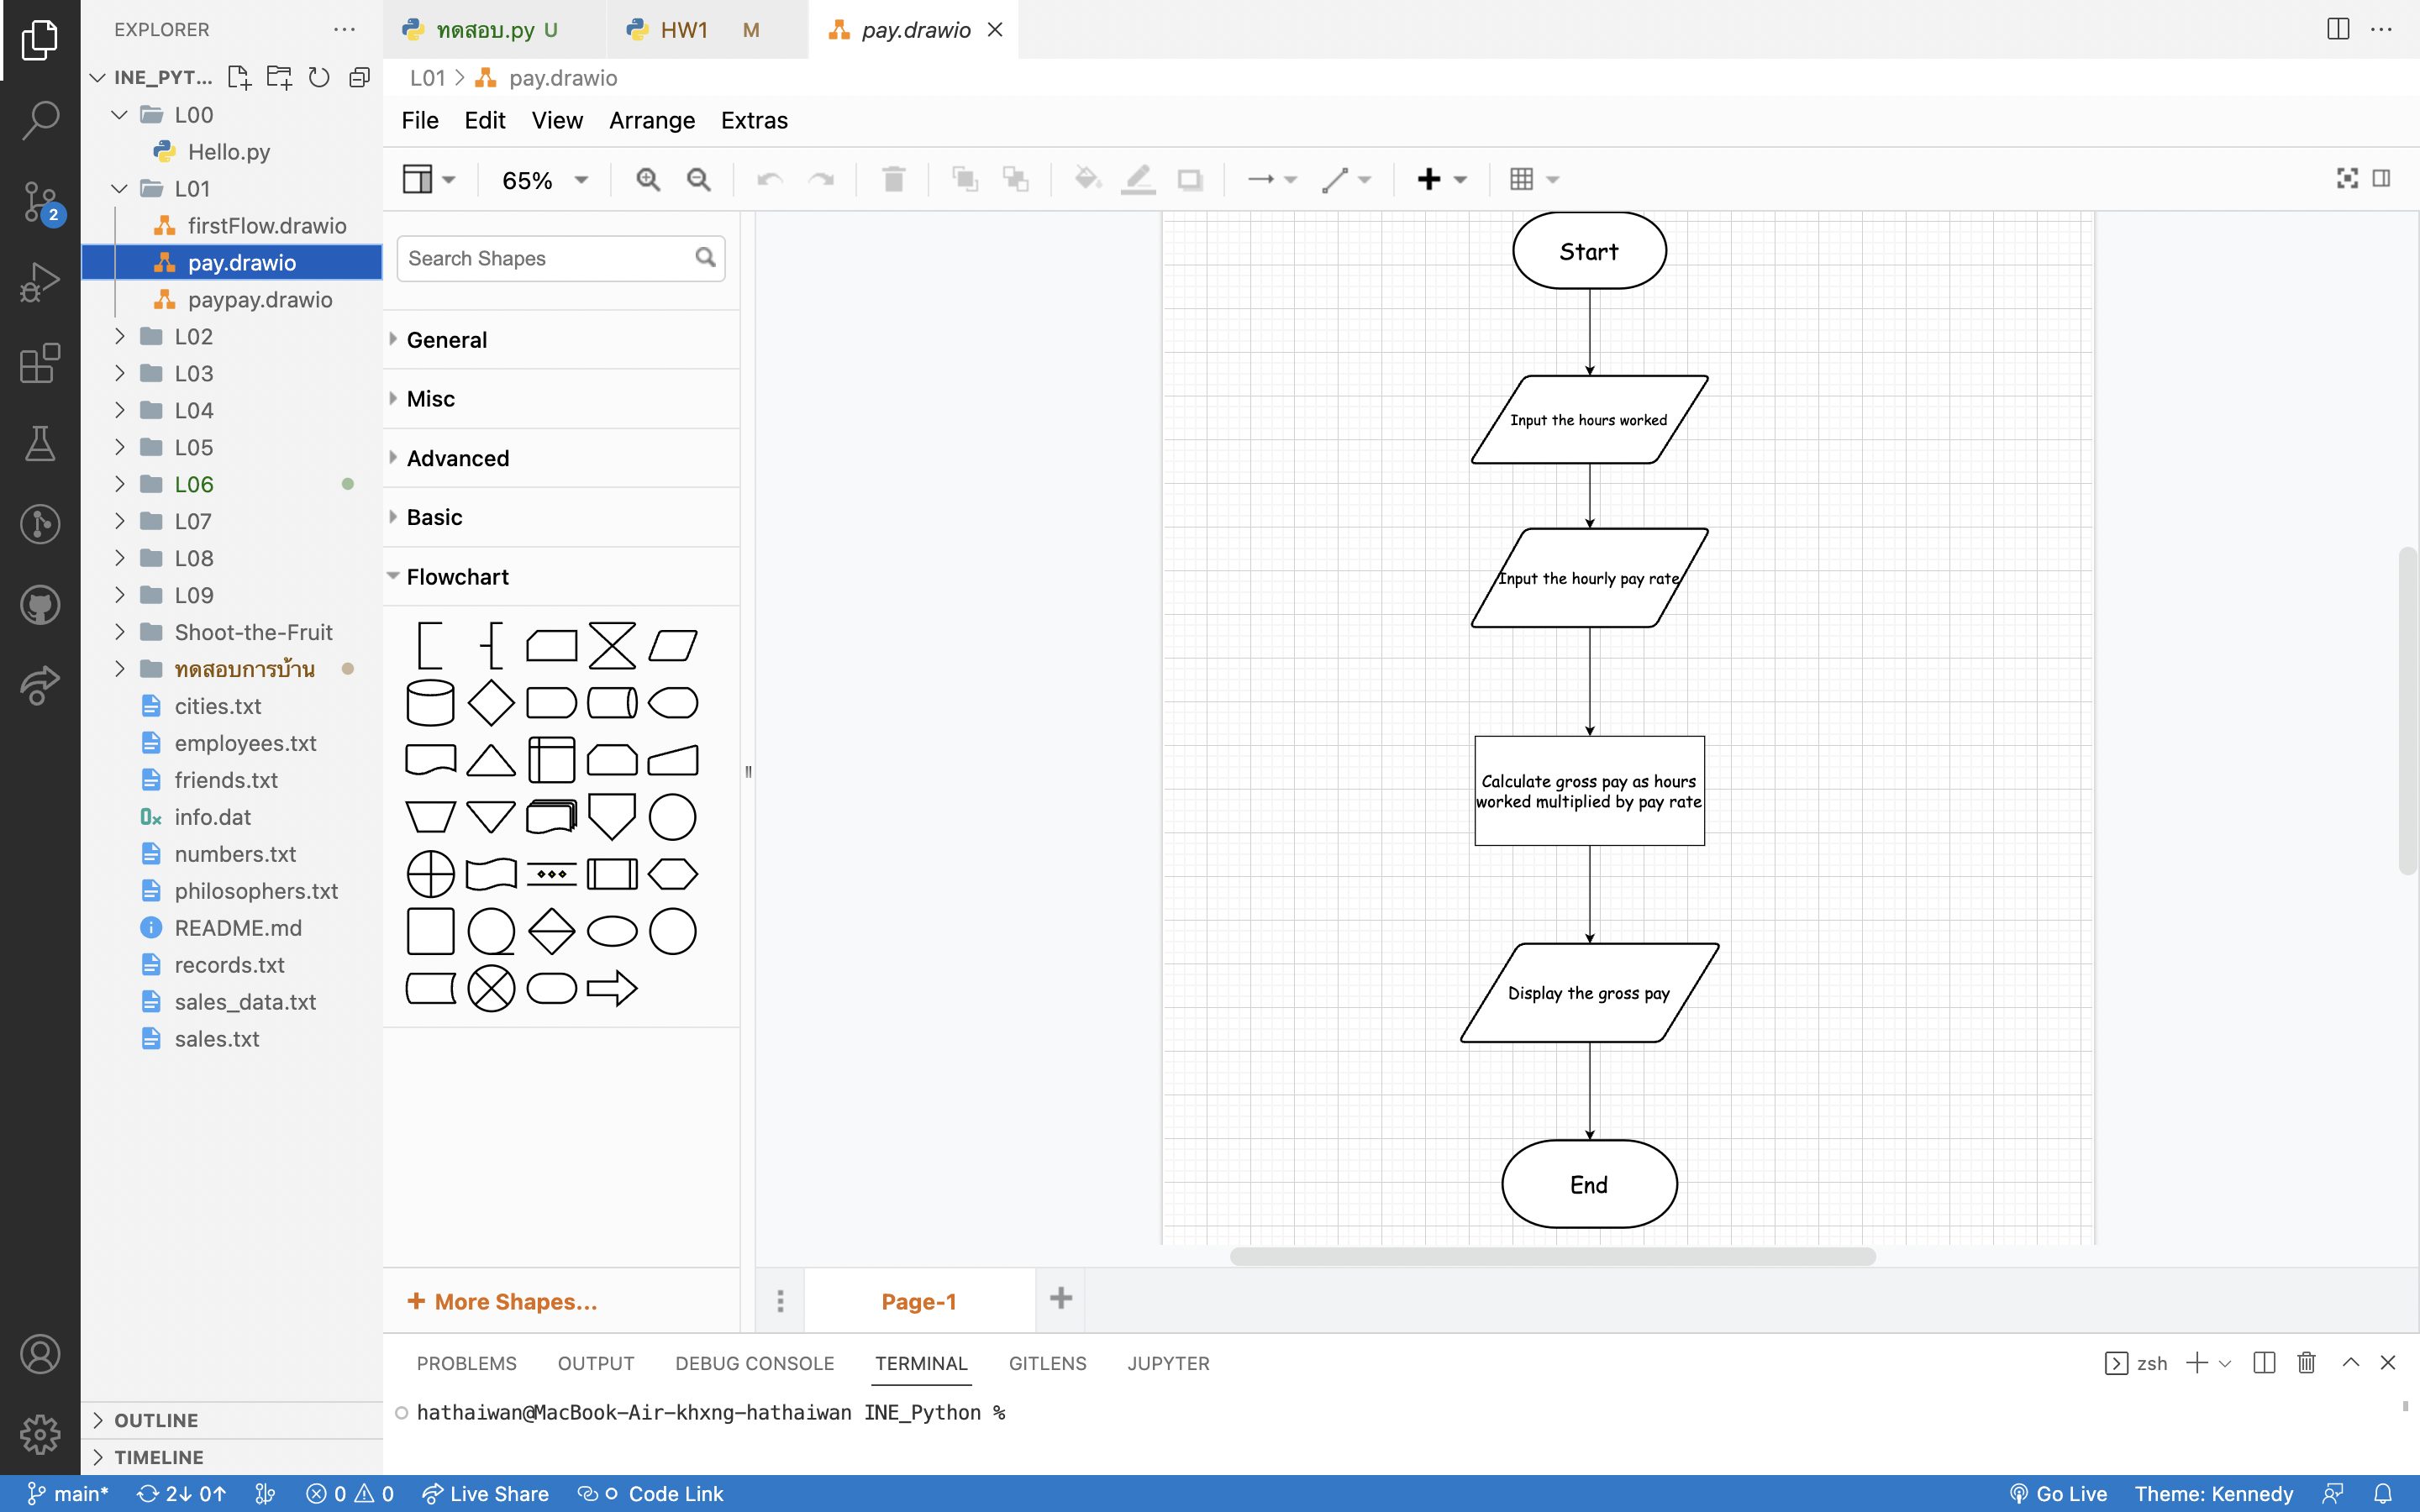 EXPLORER
INE_PYT...
L00
Hello.py
L01
firstFlow.drawio
pay.drawio
paypay.drawio
L02
L03
L04
L05
L06
L07
L08
L09
Shoot-the-Fruit
ทดสอบการบ้าน
cities.txt
employees.txt
friends.txt
info.dat
numbers.txt
philosophers.txt
README.md
records.txt
sales_data.txt
sales.txt
OUTLINE
TIMELINE
2
ทดสอบ.py U
HW1 M
pay.drawio
L01 > pay.drawio
File Edit View Arrange Extras
65%
Search Shapes
General
Misc
Advanced
Basic
Flowchart
+ More Shapes...
Start
Input the hours worked
Input the hourly pay rate
Calculate gross pay as hours
worked multiplied by pay rate
Display the gross pay
End
Page-1
PROBLEMS OUTPUT DEBUG CONSOLE TERMINAL GITLENS JUPYTER
zsh
hathaiwan@MacBook-Air-khxng-hathaiwan INE_Python %
main* 2↓ 0↑ 0 0 Live Share Code Link
Go Live Theme: Kennedy